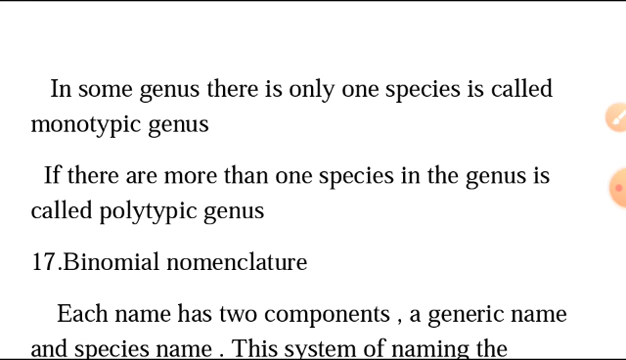 In some genus there is only one species is called
monotypic genus
If there are more than one species in the genus is
called polytypic genus
17.Binomial nomenclature
Each name has two components , a generic name
and species name . This system of naming the